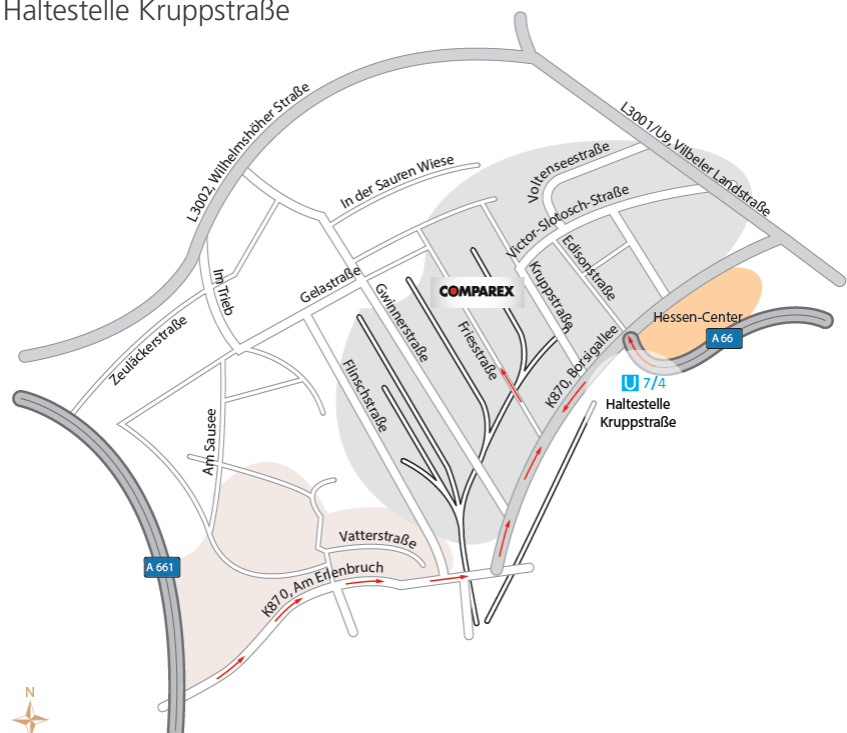 Haltestelle Kruppstraße
L3002, Wilhelmshöher Straße
L3001/U9, Vilbeler Landstraße
Voltenseestraße
In der Sauren Wiese
Victor-Slotosch-Straße
Edisonstraße
Im Trieb
Gelastraße
COMPAREX
Kruppstraße
Gwinnerstraße
Hessen-Center
Friesstraße
A 66
Zeuläckerstraße
K870, Borsigallee
U 7/4
Flinschstraße
Haltestelle
Kruppstraße
Am Sausee
Vatterstraße
A 661
K870, Am Erlenbruch
N